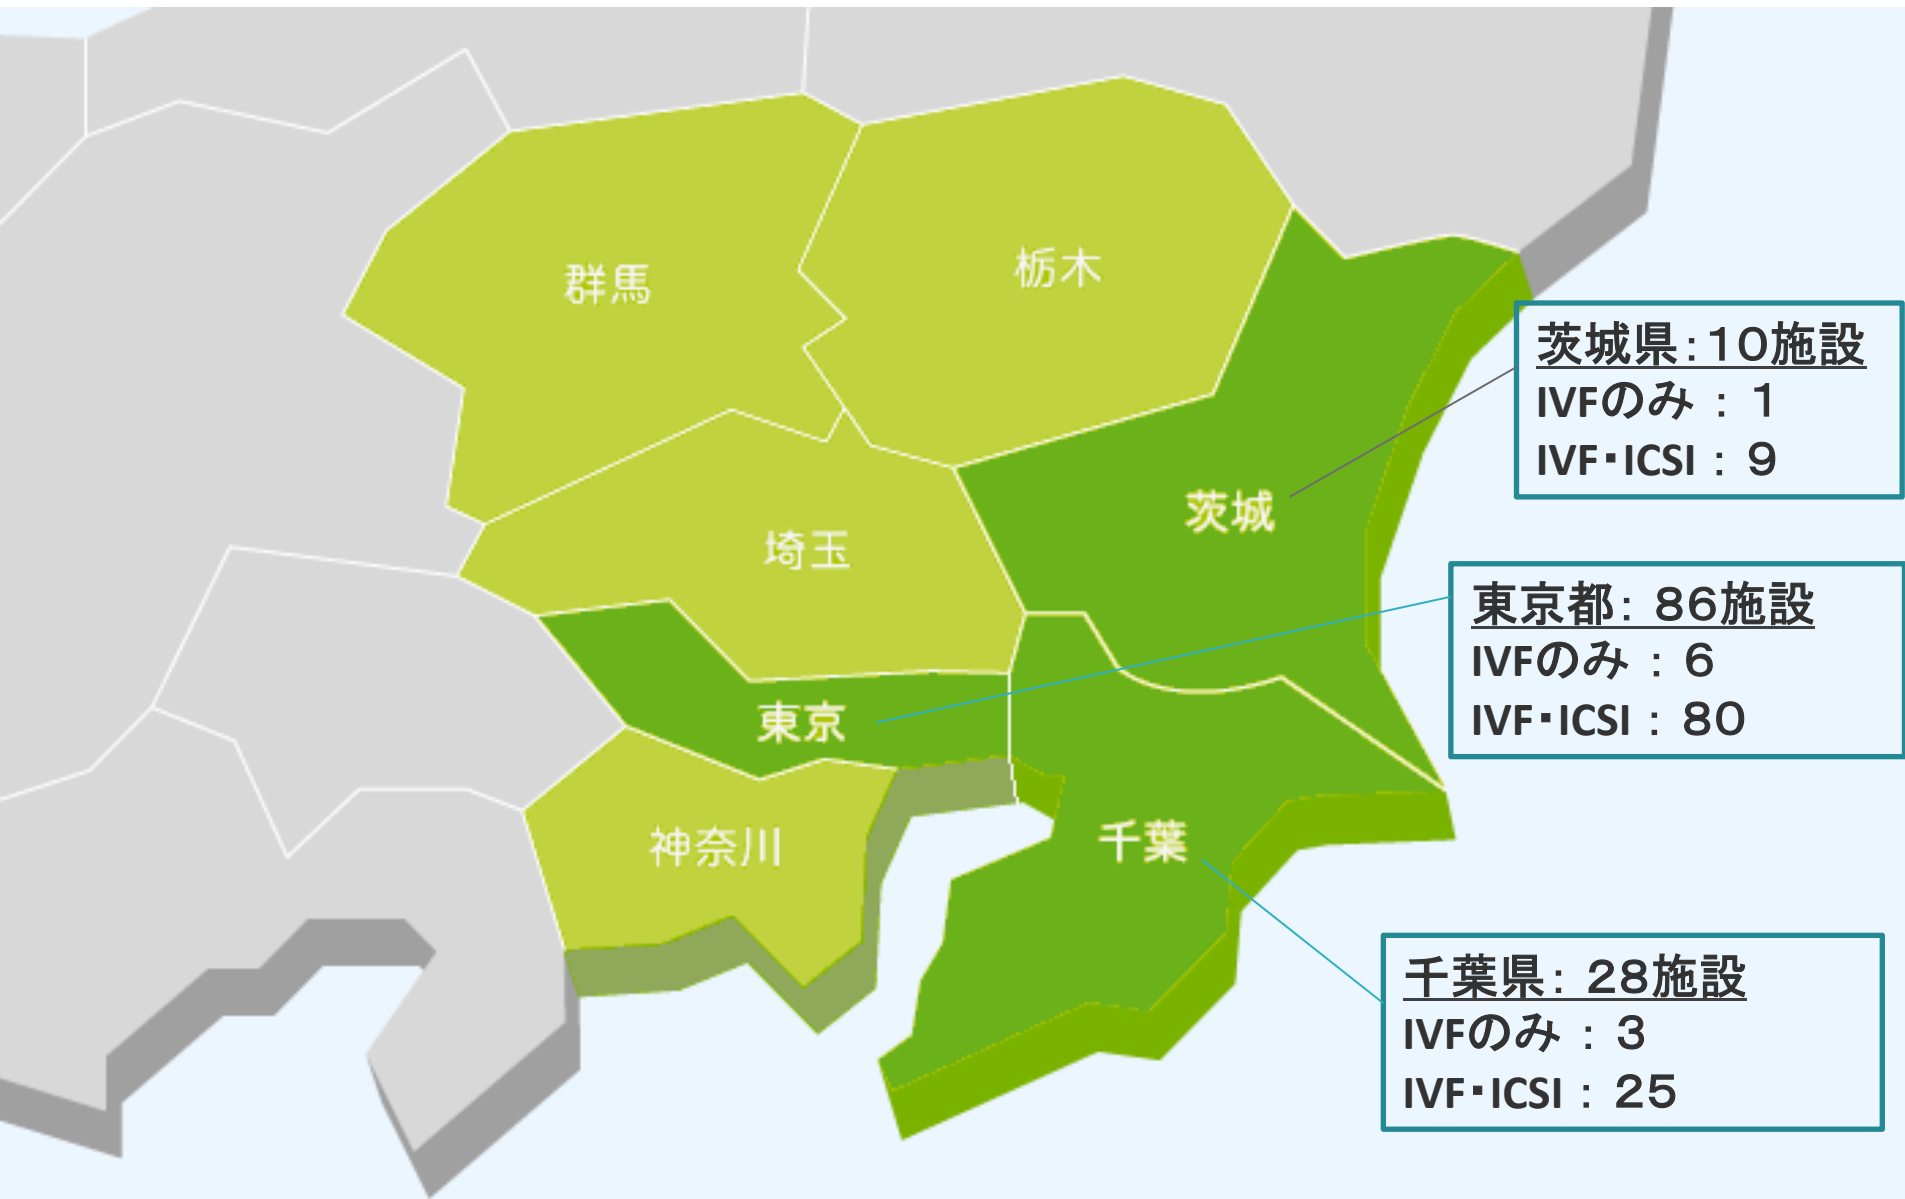 群馬
栃木
茨城県：１０施設
IVFのみ ： １
IVF・ICSI ： ９
茨城
埼玉
東京都： ８６施設
IVFのみ ： ６
IVF・ICSI ： ８０
東京
神奈川
千葉
千葉県： ２８施設
IVFのみ ： ３
IVF・ICSI ： ２５